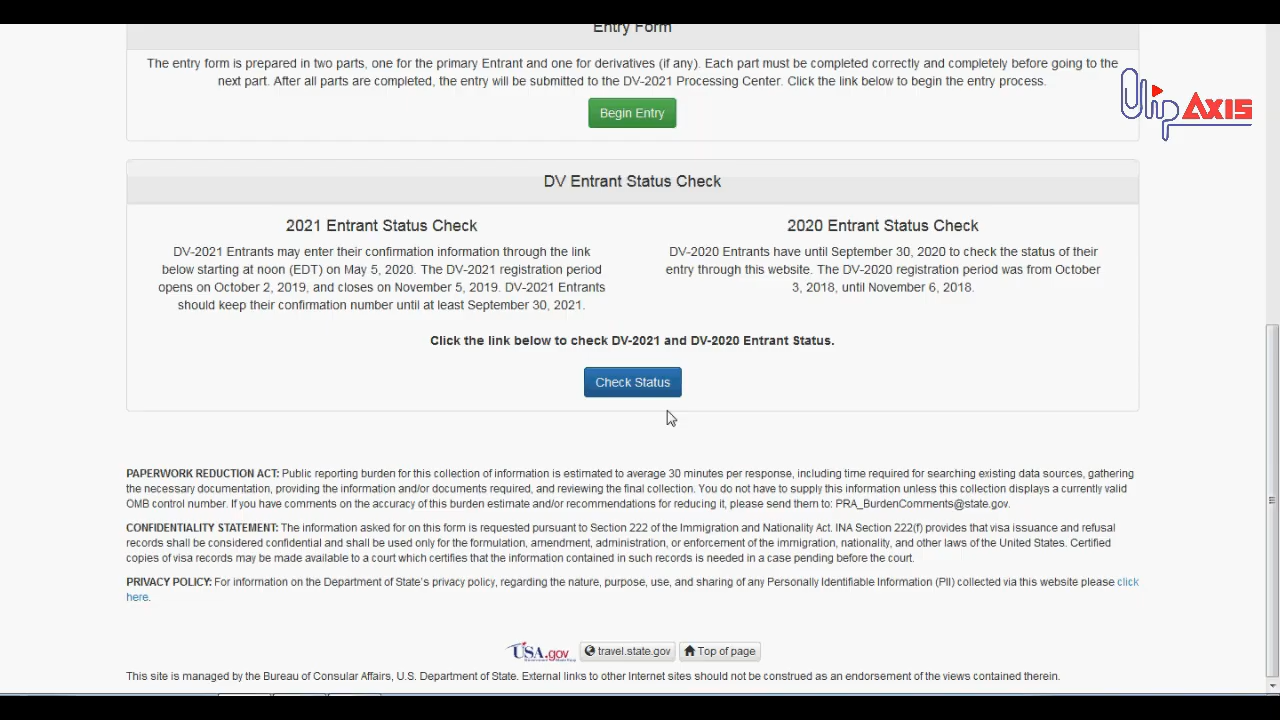 Entry Form
The entry form is prepared in two parts, one for the primary Entrant and one for derivatives (if any). Each part must be completed correctly and completely before going to the
next part. After all parts are completed, the entry will be submitted to the DV-2021 Processing Center. Click the link below to begin the entry process.
Begin Entry
UlipAXIS
DV Entrant Status Check
2021 Entrant Status Check
DV-2021 Entrants may enter their confirmation information through the link
below starting at noon (EDT) on May 5, 2020. The DV-2021 registration period
opens on October 2, 2019, and closes on November 5, 2019. DV-2021 Entrants
should keep their confirmation number until at least September 30, 2021.
2020 Entrant Status Check
DV-2020 Entrants have until September 30, 2020 to check the status of their
entry through this website. The DV-2020 registration period was from October
3, 2018, until November 6, 2018.
Click the link below to check DV-2021 and DV-2020 Entrant Status.
Check Status
PAPERWORK REDUCTION ACT: Public reporting burden for this collection of information is estimated to average 30 minutes per response, including time required for searching existing data sources, gathering
the necessary documentation, providing the information and/or documents required, and reviewing the final collection. You do not have to supply this information unless this collection displays a currently valid
OMB control number. If you have comments on the accuracy of this burden estimate and/or recommendations for reducing it, please send them to: PRA_BurdenComments@state.gov.
CONFIDENTIALITY STATEMENT: The information asked for on this form is requested pursuant to Section 222 of the Immigration and Nationality Act. INA Section 222(f) provides that visa issuance and refusal
records shall be considered confidential and shall be used only for the formulation, amendment, administration, or enforcement of the immigration, nationality, and other laws of the United States. Certified
copies of visa records may be made available to a court which certifies that the information contained in such records is needed in a case pending before the court.
PRIVACY POLICY: For information on the Department of State's privacy policy, regarding the nature, purpose, use, and sharing of any Personally Identifiable Information (PII) collected via this website please click
here.
USA.gov
travel.state.gov
Top of page
This site is managed by the Bureau of Consular Affairs, U.S. Department of State. External links to other Internet sites should not be construed as an endorsement of the views contained therein.